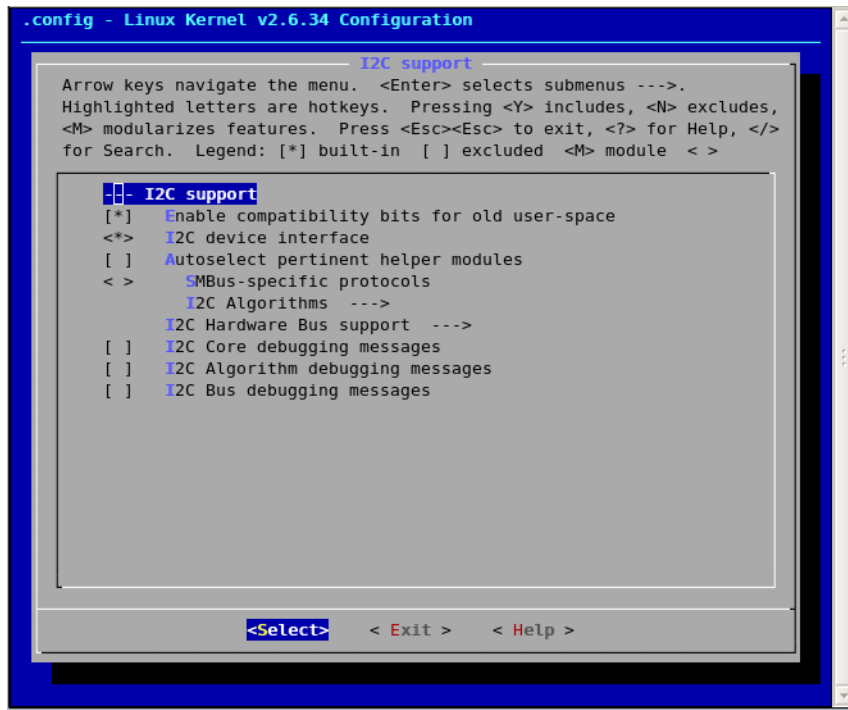 .config - Linux Kernel v2.6.34 Configuration
I2C support
Arrow keys navigate the menu.  <Enter> selects submenus --->.
Highlighted letters are hotkeys.  Pressing <Y> includes, <N> excludes,
<M> modularizes features.  Press <Esc><Esc> to exit, <?> for Help, </>
for Search.  Legend: [*] built-in  [ ] excluded  <M> module  < >
--- I2C support
[*]   Enable compatibility bits for old user-space
<*>   I2C device interface
[ ]   Autoselect pertinent helper modules
< >     SMBus-specific protocols
I2C Algorithms  --->
I2C Hardware Bus support  --->
[ ]   I2C Core debugging messages
[ ]   I2C Algorithm debugging messages
[ ]   I2C Bus debugging messages
<Select>    < Exit >    < Help >